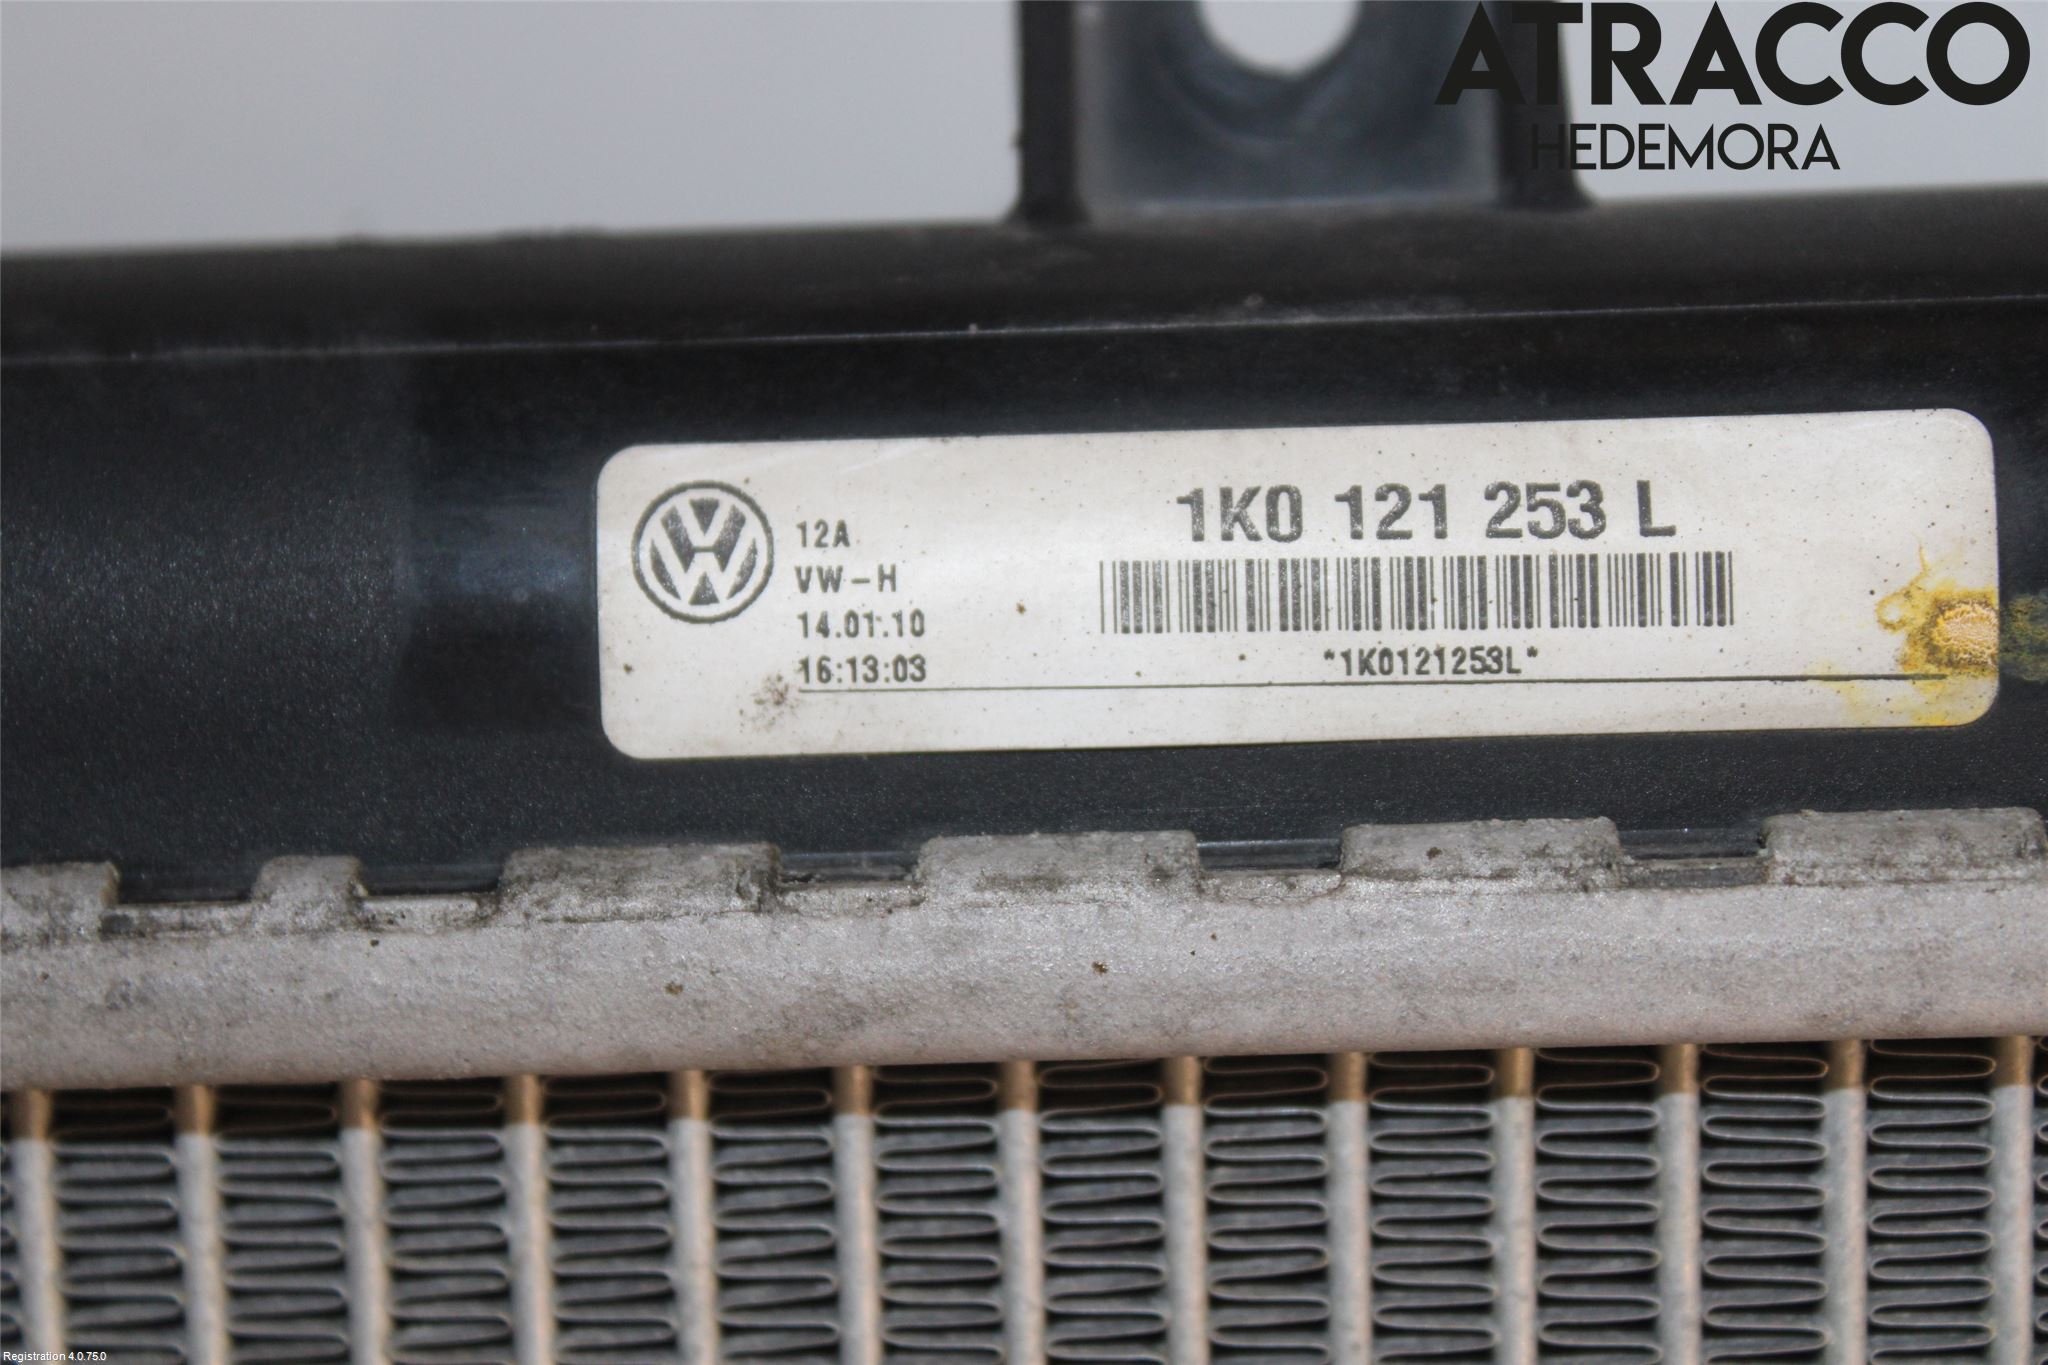 ATRACCO
HEDEMORA
VW
12A
VW-H
14.01.10
16:13:03
1K0 121 253 L
*1K0121253L*
Registration 4.0.75.0